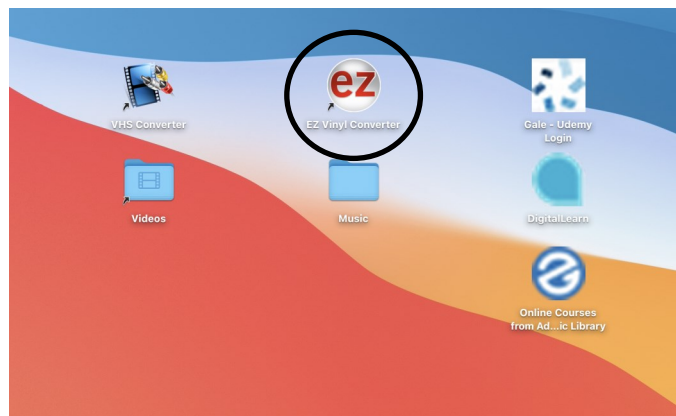 ez
VHS Converter
EZ Vinyl Converter
Gale - Udemy
Login
Videos
Music
DigitalLearn
Online Courses
from Ad...ic Library